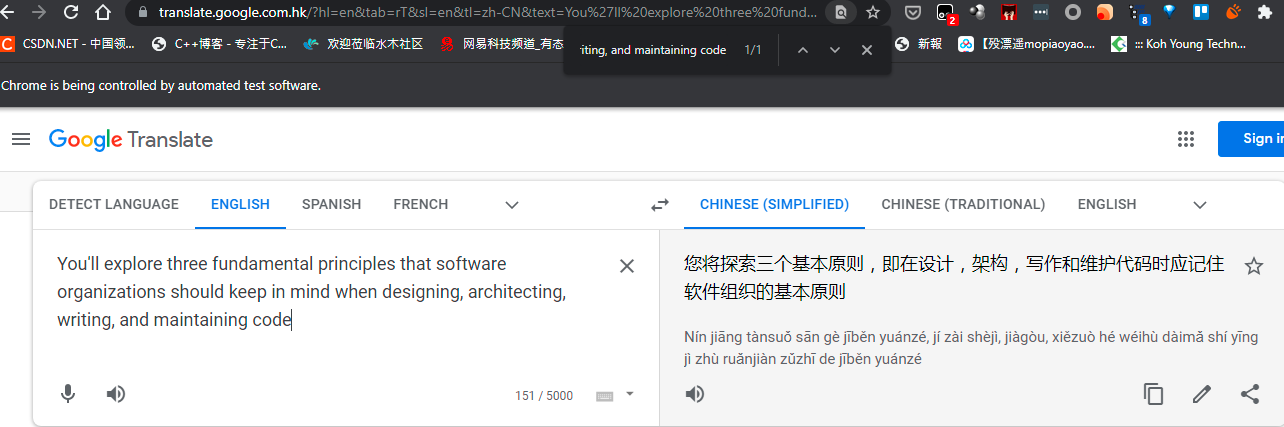 translate.google.com.hk/?hl=en&tab=rT&sl=en&tl=zh-CN&text=You%27ll%20explore%20three%20fund...
2
8
CSDN.NET - 中国领...
C++博客 - 专注于C...
欢迎莅临水木社区
网易科技频道_有态
iting, and maintaining code
1/1
新報
【殁漂遥mopiaoyao....
::: Koh Young Techn...
Chrome is being controlled by automated test software.
Google Translate
Sign in
DETECT LANGUAGE
ENGLISH
SPANISH
FRENCH
CHINESE (SIMPLIFIED)
CHINESE (TRADITIONAL)
ENGLISH
You'll explore three fundamental principles that software
organizations should keep in mind when designing, architecting,
writing, and maintaining code
151 / 5000
您将探索三个基本原则，即在设计，架构，写作和维护代码时应记住
软件组织的基本原则
Nín jiāng tànsuǒ sān gè jīběn yuánzé, jí zài shèjì, jiàgòu, xiězuò hé wéihù dàimǎ shí yīng
jì zhù ruǎnjiàn zǔzhī de jīběn yuánzé